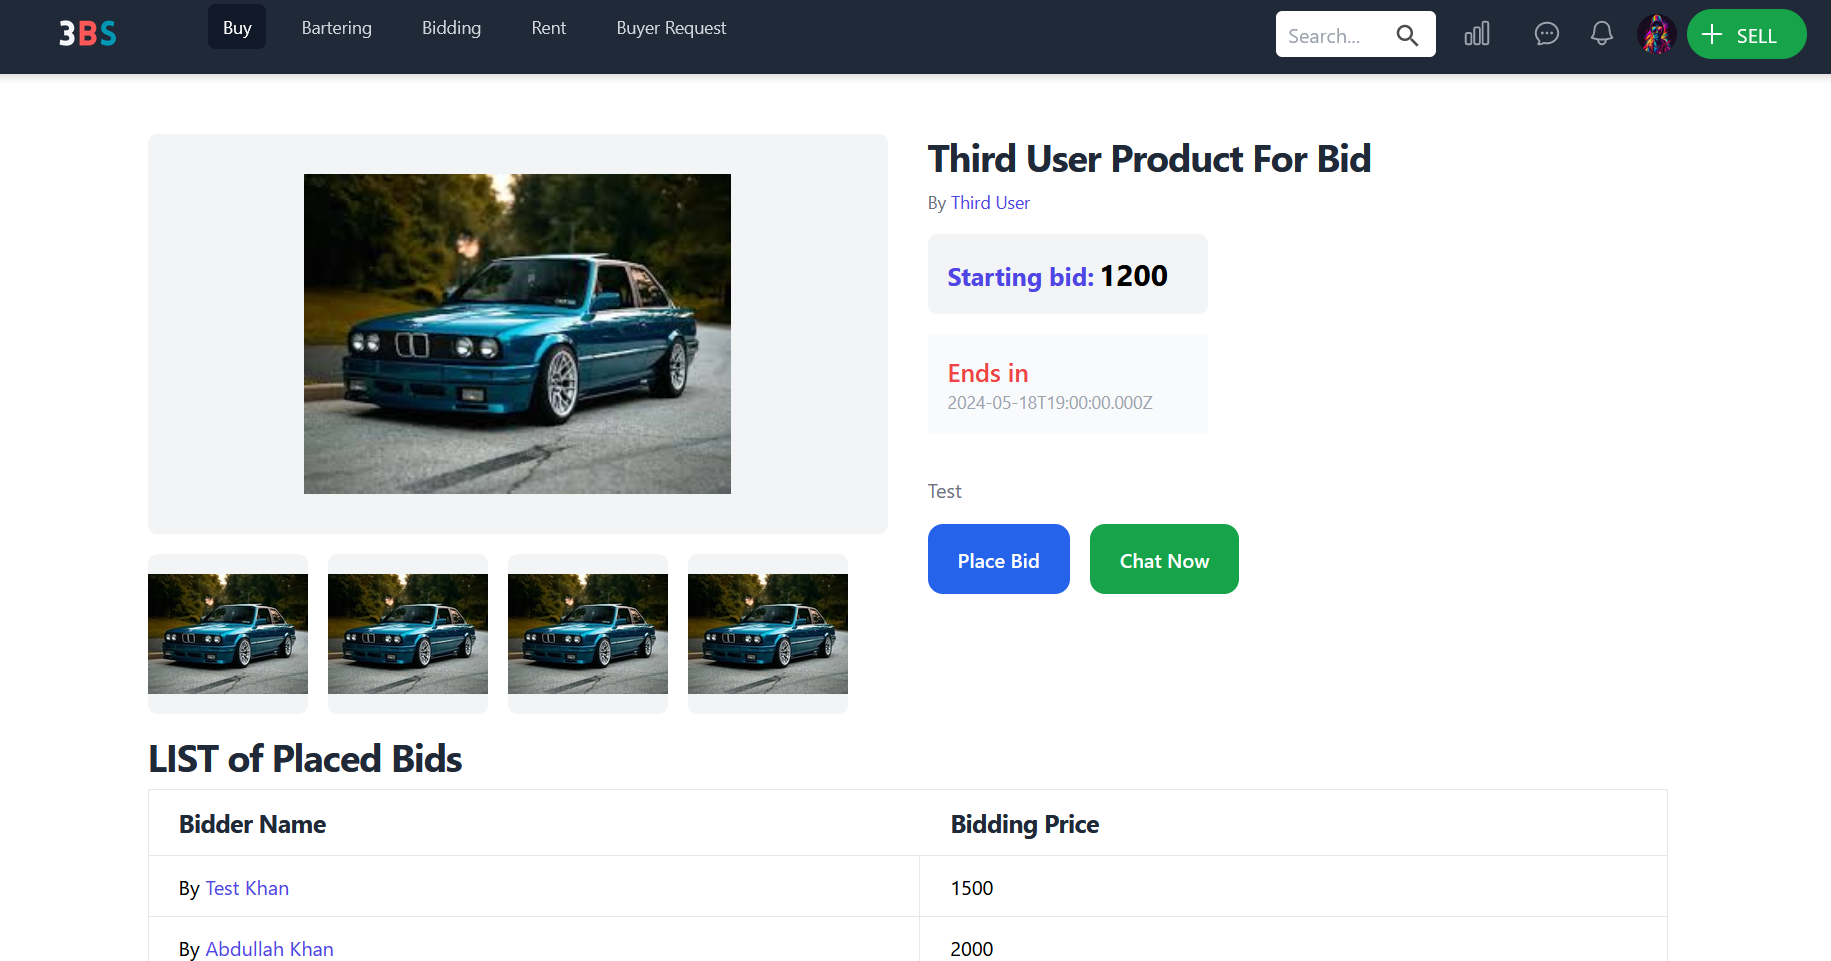 3BS
Buy
Bartering
Bidding
Rent
Buyer Request
Search...
SELL
Third User Product For Bid
By Third User
Starting bid: 1200
Ends in
2024-05-18T19:00:00.000Z
Test
Place Bid
Chat Now
LIST of Placed Bids
Bidder Name
Bidding Price
By Test Khan
1500
By Abdullah Khan
2000